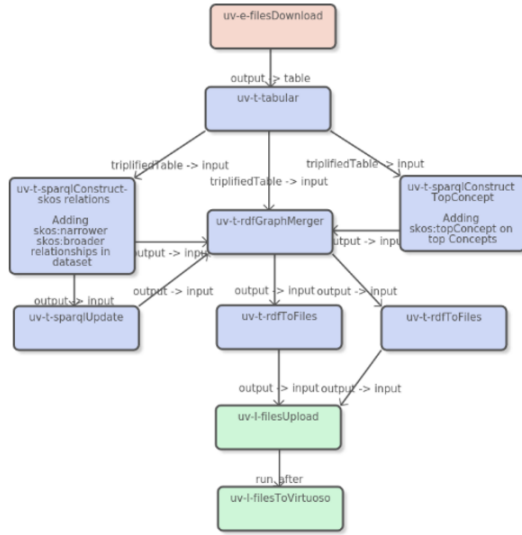 uv-e-filesDownload
output -> table
uv-t-tabular
triplifiedTable -> input
triplifiedTable -> input
triplifiedTable -> input
uv-t-sparqlConstruct-
skos relations
Adding
skos:narrower
skos:broader
relationships in
dataset
uv-t-sparqlConstruct
TopConcept
Adding
skos:topConcept on
top Concepts
uv-t-rdfGraphMerger
output -> input
output -> input
output -> input
output -> input
output -> input
output -> input
uv-t-sparqlUpdate
uv-t-rdfToFiles
uv-t-rdfToFiles
output -> input
output -> input
uv-l-filesUpload
run_after
uv-l-filesToVirtuoso